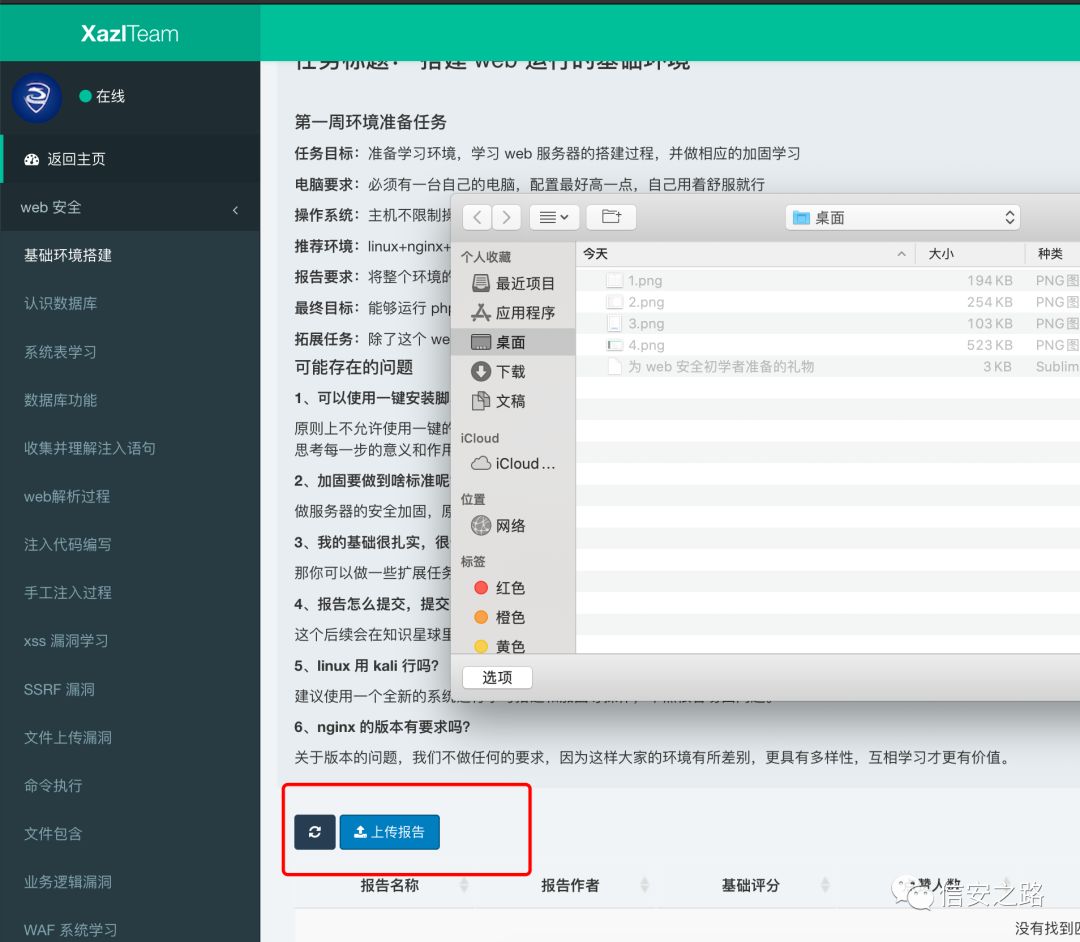 XazlTeam
在线
返回主页
web 安全
基础环境搭建
认识数据库
系统表学习
数据库功能
收集并理解注入语句
web解析过程
注入代码编写
手工注入过程
xss 漏洞学习
SSRF 漏洞
文件上传漏洞
命令执行
文件包含
业务逻辑漏洞
WAF 系统学习
任务标题： 搭建 web 运行的基础环境
第一周环境准备任务
任务目标：准备学习环境，学习 web 服务器的搭建过程，并做相应的加固学习
电脑要求：必须有一台自己的电脑，配置最好高一点，自己用着舒服就行
操作系统：主机不限制
推荐环境：linux+nginx+
报告要求：将整个环境的
最终目标：能够运行 php
拓展任务：除了这个 we
可能存在的问题
1、可以使用一键安装脚
原则上不允许使用一键的
思考每一步的意义和作用
2、加固要做到啥标准呢
做服务器的安全加固，
3、我的基础很扎实，很
那你可以做一些扩展任务
4、报告怎么提交，提交
这个后续会在知识星球里
5、linux 用 kali 行吗?
建议使用一个全新的系统
6、nginx 的版本有要求吗?
关于版本的问题，我们不做任何的要求，因为这样大家的环境有所差别，更具有多样性，互相学习才更有价值。
上传报告
报告名称 报告作者 基础评分 赞人数
没有找到
桌面
个人收藏
最近项目
应用程序
桌面
下载
文稿
iCloud
iCloud...
位置
网络
标签
红色
橙色
黄色
选项
今天 大小 种类
1.png 194 KB PNG图
2.png 254 KB PNG图
3.png 103 KB PNG图
4.png 523 KB PNG图
为 web 安全初学者准备的礼物 3 KB Sublim
信安之路